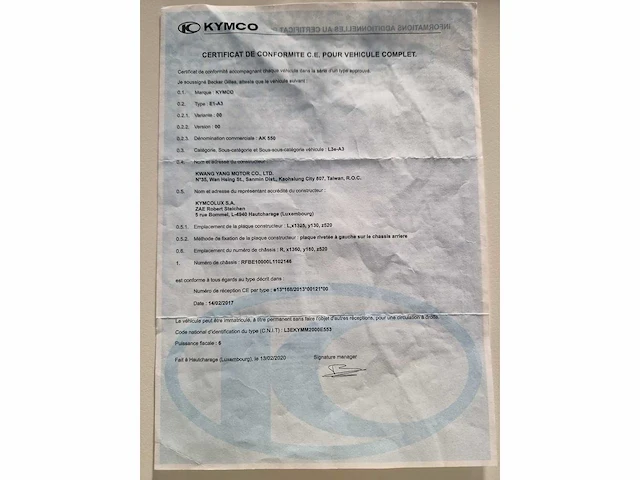 KYMCO
INFORMATIONS ADDITIONNELLES AU CERTIFICAT
CERTIFICAT DE CONFORMITE C.E. POUR VEHICULE COMPLET.
Certificat de conformité accompagnant chaque véhicule dans la série d'un type approuvé.
Je soussigné Becker Gilles, atteste que le véhicule suivant :
0.1. Marque : KYMCO
0.2. Type : E1-A3
0.2.1. Variante : 00
0.2.2. Version : 00
0.2.3. Dénomination commerciale : AK 550
0.3. Catégorie, Sous-catégorie et Sous-sous-catégorie véhicule : L3e-A3
0.4. Nom et adresse du constructeur
KWANG YANG MOTOR CO., LTD.
N°35, Wan Hsing St., Sanmin Dist., Kaohsiung City 807, Taiwan, R.O.C.
0.5. Nom et adresse du représentant accrédité du constructeur :
KYMCOLUX S.A.
ZAE Robert Steichen
5 rue Bommel, L-4940 Hautcharage (Luxembourg)
0.5.1. Emplacement de la plaque constructeur : L,x1325, y130, z520
0.5.2. Méthode de fixation de la plaque constructeur : plaque rivetée à gauche sur le chassis arriere
0.6. Emplacement du numéro de châssis : R, x1360, y160, z520
1. Numéro de châssis : RFBE10000L1102146
est conforme à tous égards au type décrit dans :
Numéro de réception CE par type : e13*168/2013*00121*00
Date : 14/02/2017
Le véhicule peut être immatriculé, à titre permanent sans faire l'objet d'autres réceptions, pour une circulation à droite.
Code national d'identification du type (C.N.I.T) : L3EKYMM2000E553
Puissance fiscale : 6
Fait à Hautcharage (Luxembourg), le 13/02/2020 Signature manager